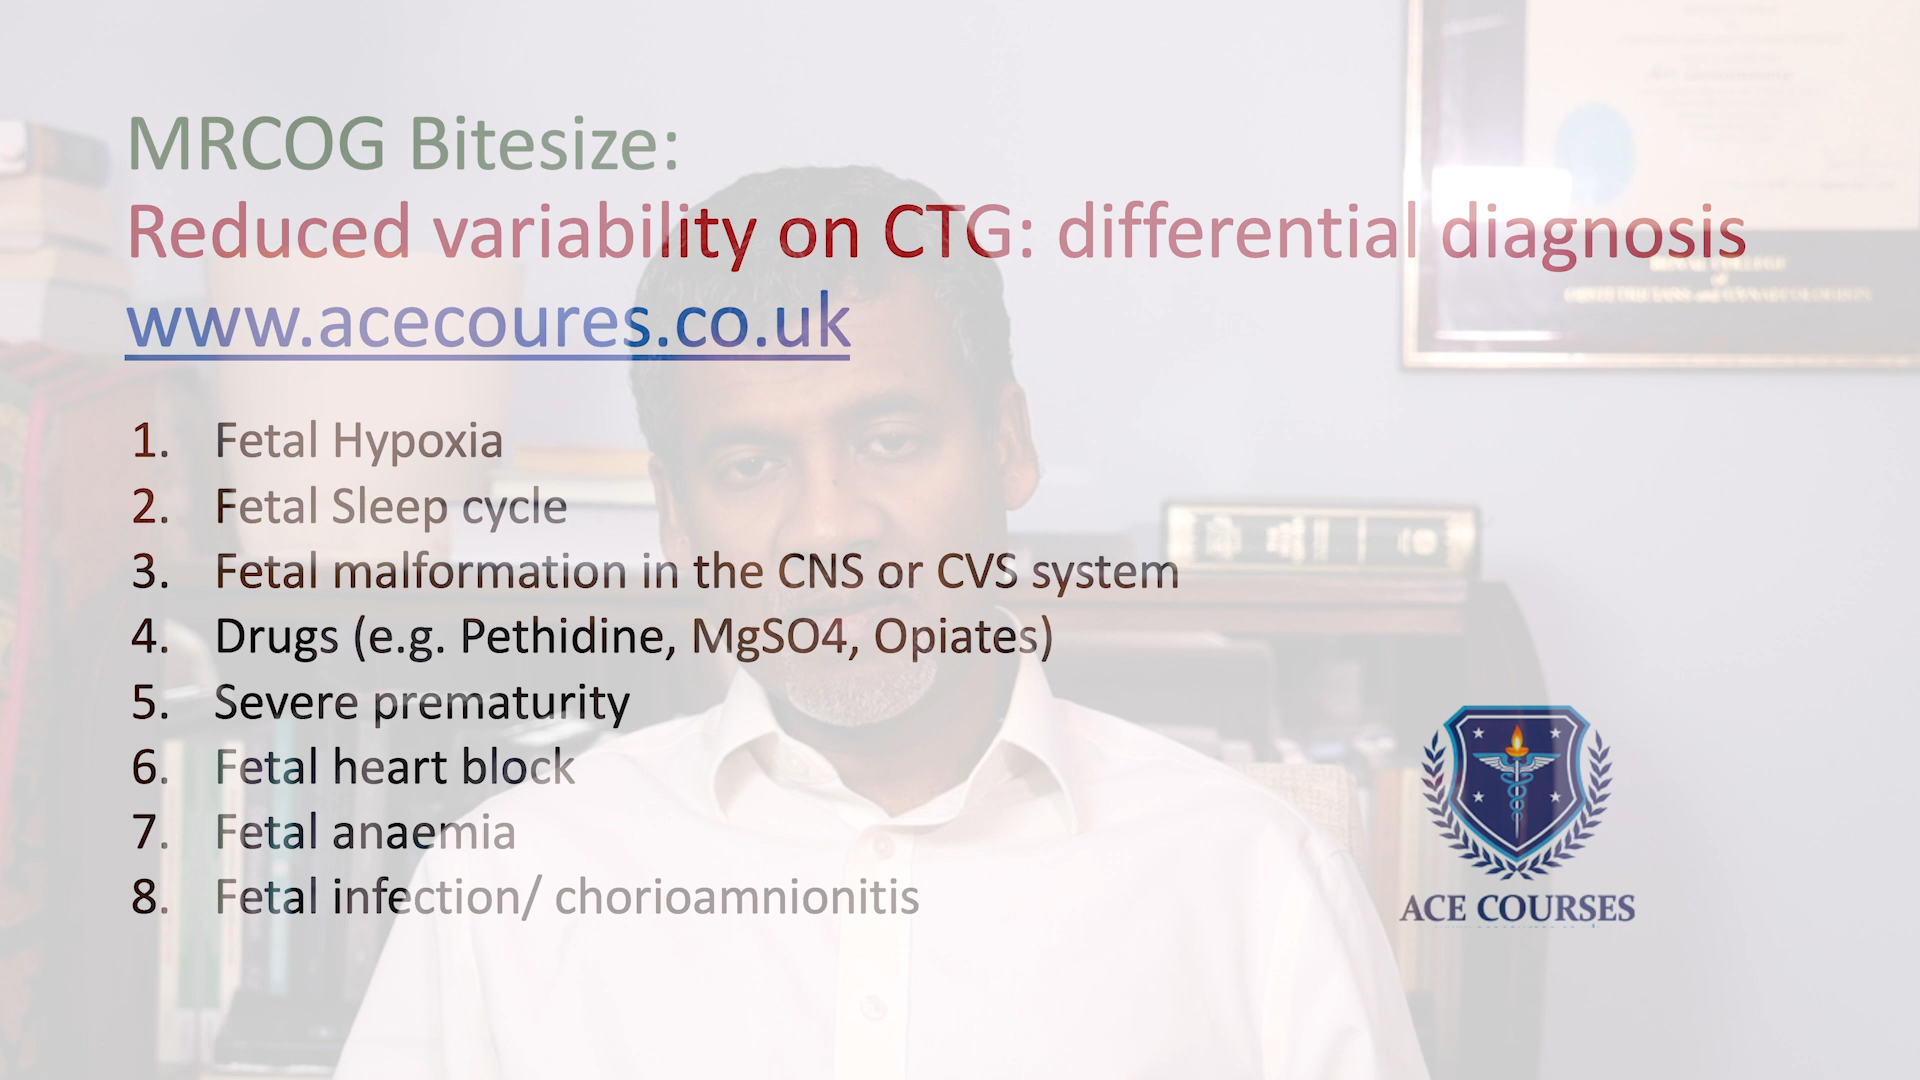 MRCOG Bitesize:
Reduced variability on CTG: differential diagnosis
www.acecoures.co.uk
1. Fetal Hypoxia
2. Fetal Sleep cycle
3. Fetal malformation in the CNS or CVS system
4. Drugs (e.g. Pethidine, MgSO4, Opiates)
5. Severe prematurity
6. Fetal heart block
7. Fetal anaemia
8. Fetal infection/ chorioamnionitis
ACE COURSES